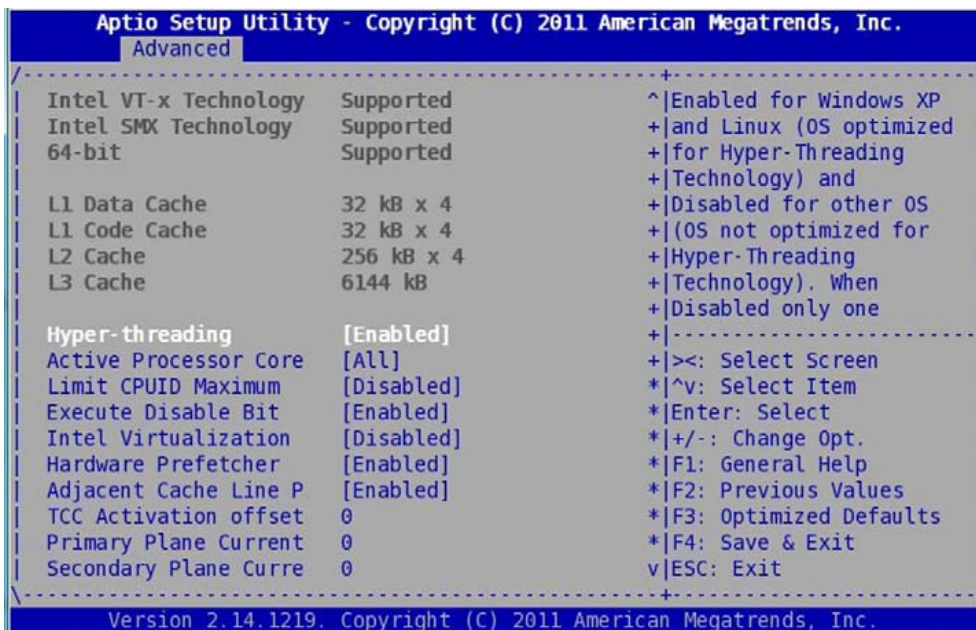 Aptio Setup Utility - Copyright (C) 2011 American Megatrends, Inc.
Advanced
Intel VT-x Technology Supported
Intel SMX Technology Supported
64-bit Supported
L1 Data Cache 32 kB x 4
L1 Code Cache 32 kB x 4
L2 Cache 256 kB x 4
L3 Cache 6144 kB
Hyper-threading [Enabled]
Active Processor Core [All]
Limit CPUID Maximum [Disabled]
Execute Disable Bit [Enabled]
Intel Virtualization [Disabled]
Hardware Prefetcher [Enabled]
Adjacent Cache Line P [Enabled]
TCC Activation offset 0
Primary Plane Current 0
Secondary Plane Curre 0
Enabled for Windows XP
and Linux (OS optimized
for Hyper-Threading
Technology) and
Disabled for other OS
(OS not optimized for
Hyper-Threading
Technology). When
Disabled only one
><: Select Screen
^v: Select Item
Enter: Select
+/-: Change Opt.
F1: General Help
F2: Previous Values
F3: Optimized Defaults
F4: Save & Exit
ESC: Exit
Version 2.14.1219. Copyright (C) 2011 American Megatrends, Inc.